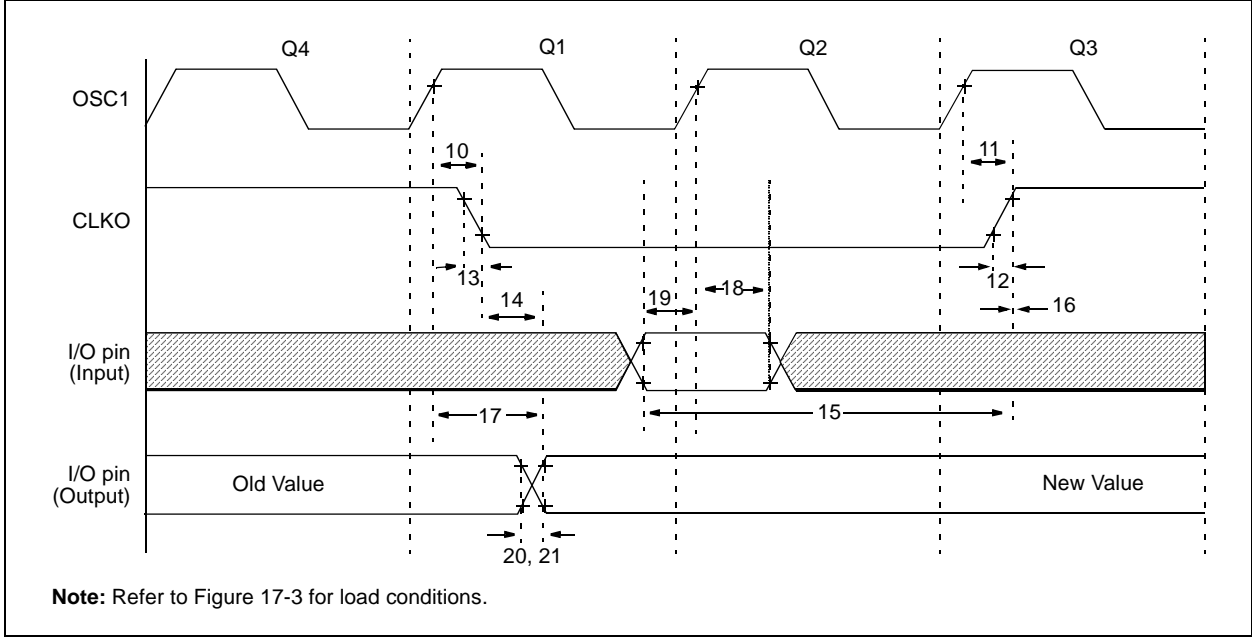 Q4 Q1 Q2 Q3
OSC1
10 11
CLKO
13 12
14 19 18 16
I/O pin
(Input)
17 15
I/O pin
(Output)
Old Value New Value
20, 21
Note: Refer to Figure 17-3 for load conditions.